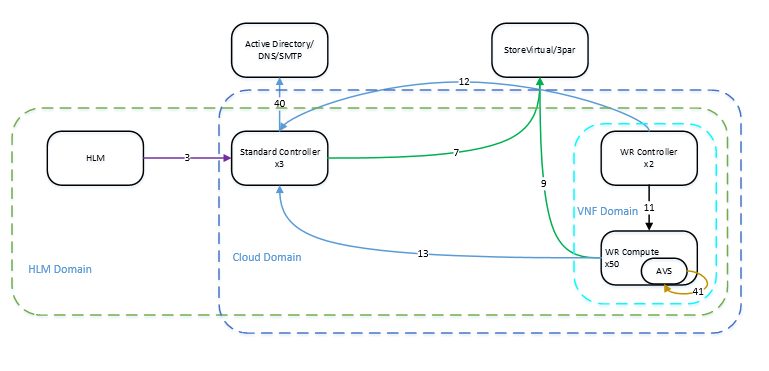 Active Directory/
DNS/SMTP
StoreVirtual/3par
12
40
HLM
3
Standard Controller
x3
7
WR Controller
x2
9
11
VNF Domain
13
Cloud Domain
HLM Domain
WR Compute
x50
AVS
41